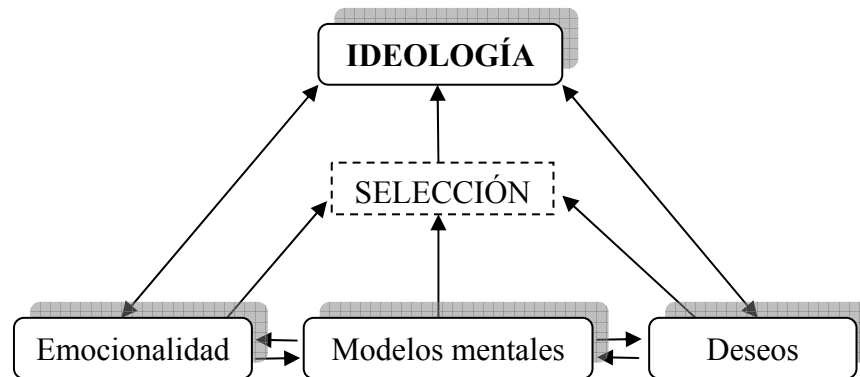 IDEOLOGÍA
SELECCIÓN
Emocionalidad
Modelos mentales
Deseos